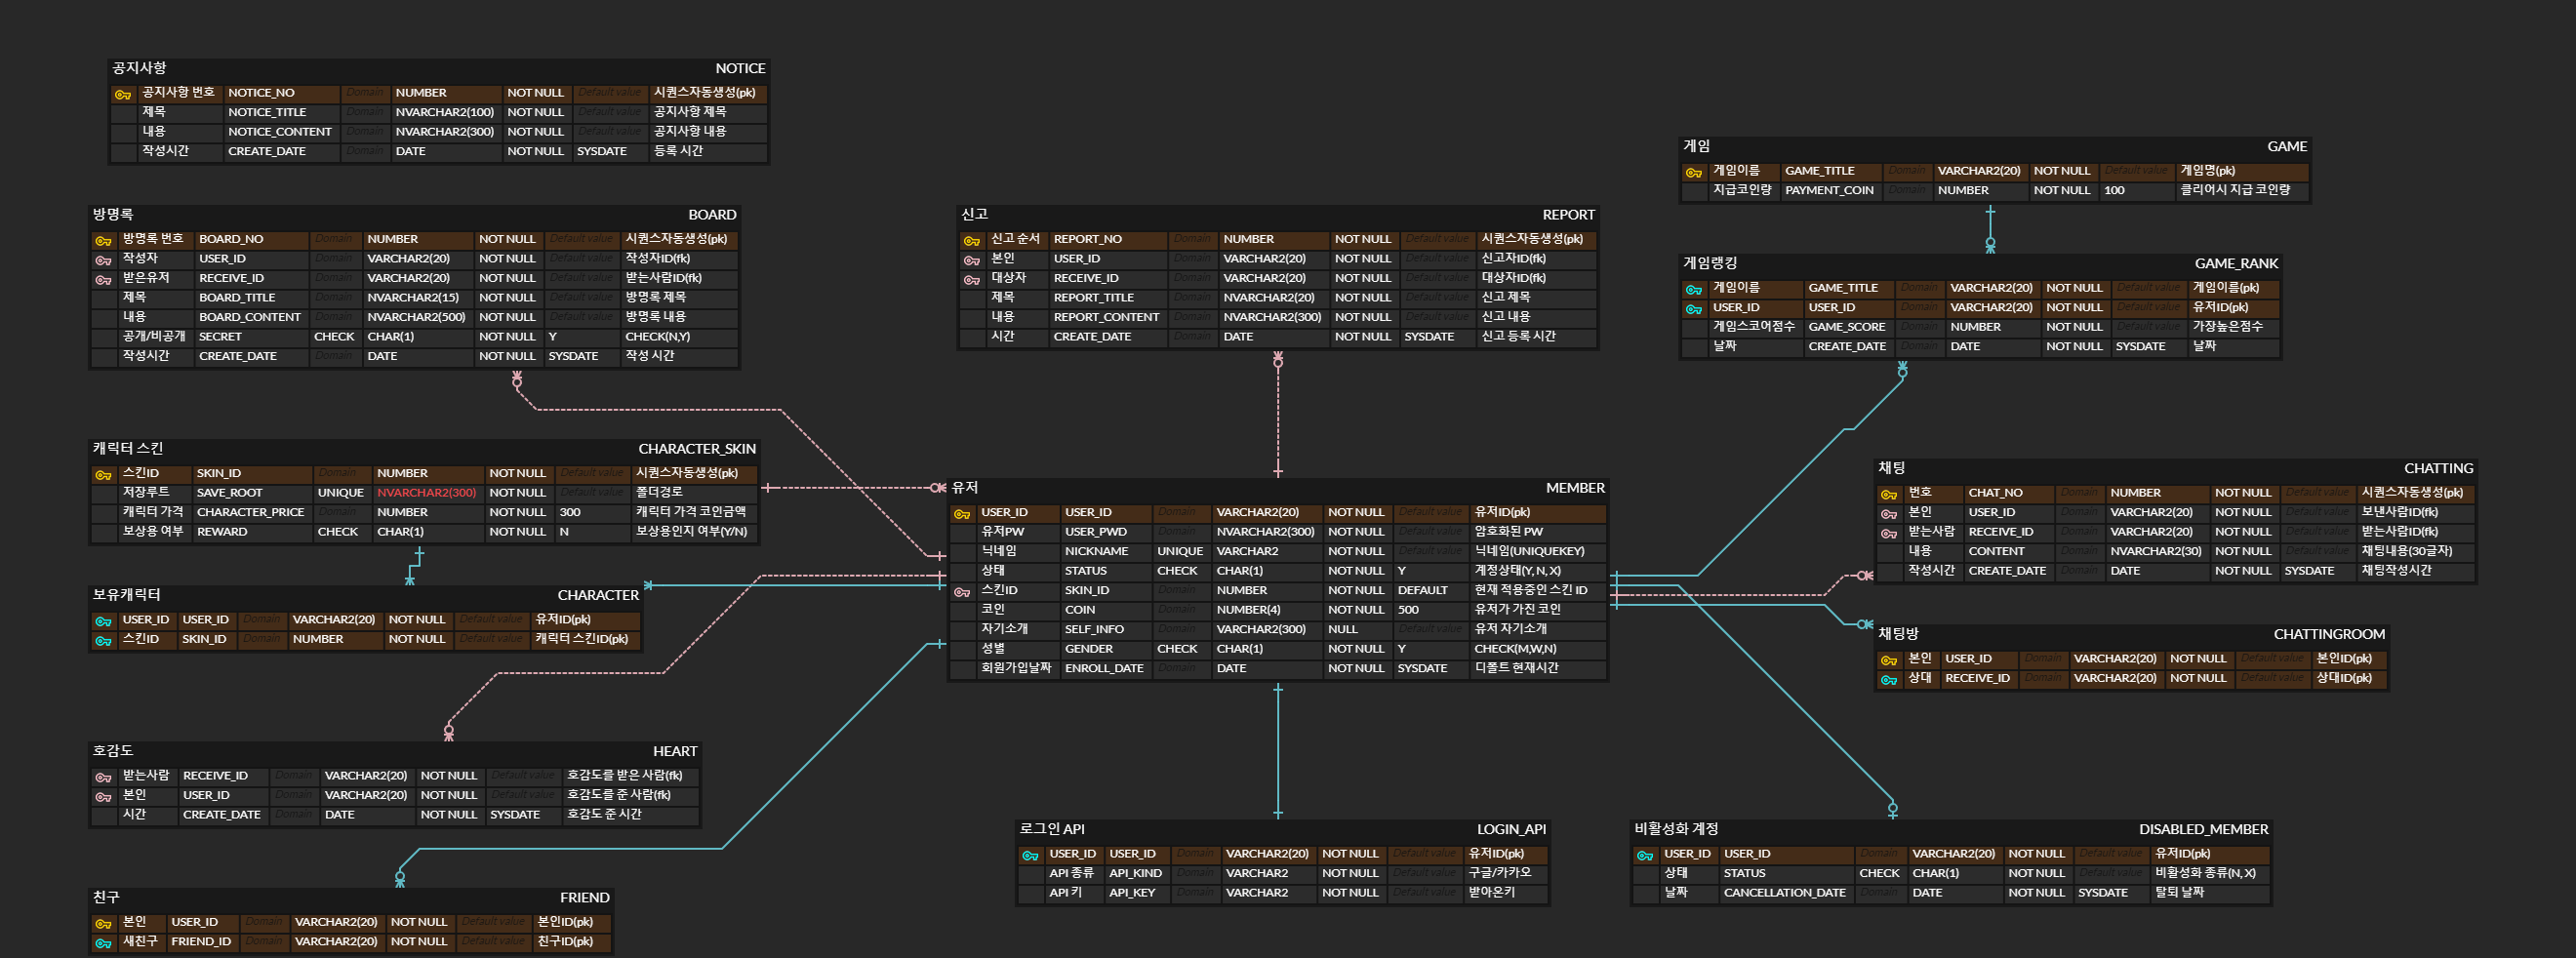 공지사항 NOTICE
공지사항 번호 NOTICE_NO Domain NUMBER NOT NULL Default value 시퀀스자동생성(pk)
제목 NOTICE_TITLE Domain NVARCHAR2(100) NOT NULL Default value 공지사항 제목
내용 NOTICE_CONTENT Domain NVARCHAR2(300) NOT NULL Default value 공지사항 내용
작성시간 CREATE_DATE Domain DATE NOT NULL SYSDATE 등록 시간
게임 GAME
게임이름 GAME_TITLE Domain VARCHAR2(20) NOT NULL Default value 게임명(pk)
지급코인량 PAYMENT_COIN Domain NUMBER NOT NULL 100 클리어시 지급 코인량
방명록 BOARD
방명록 번호 BOARD_NO Domain NUMBER NOT NULL Default value 시퀀스자동생성(pk)
작성자 USER_ID Domain VARCHAR2(20) NOT NULL Default value 작성자ID(fk)
받은유저 RECEIVE_ID Domain VARCHAR2(20) NOT NULL Default value 받는사람ID(fk)
제목 BOARD_TITLE Domain NVARCHAR2(15) NOT NULL Default value 방명록 제목
내용 BOARD_CONTENT Domain NVARCHAR2(500) NOT NULL Default value 방명록 내용
공개/비공개 SECRET CHECK CHAR(1) NOT NULL Y CHECK(N,Y)
작성시간 CREATE_DATE Domain DATE NOT NULL SYSDATE 작성 시간
신고 REPORT
신고 순서 REPORT_NO Domain NUMBER NOT NULL Default value 시퀀스자동생성(pk)
본인 USER_ID Domain VARCHAR2(20) NOT NULL Default value 신고자ID(fk)
대상자 RECEIVE_ID Domain VARCHAR2(20) NOT NULL Default value 대상자ID(fk)
제목 REPORT_TITLE Domain NVARCHAR2(20) NOT NULL Default value 신고 제목
내용 REPORT_CONTENT Domain NVARCHAR2(300) NOT NULL Default value 신고 내용
시간 CREATE_DATE Domain DATE NOT NULL SYSDATE 신고 등록 시간
게임랭킹 GAME_RANK
게임이름 GAME_TITLE Domain VARCHAR2(20) NOT NULL Default value 게임이름(pk)
USER_ID USER_ID Domain VARCHAR2(20) NOT NULL Default value 유저ID(pk)
게임스코어점수 GAME_SCORE Domain NUMBER NOT NULL Default value 가장높은점수
날짜 CREATE_DATE Domain DATE NOT NULL SYSDATE 날짜
캐릭터 스킨 CHARACTER_SKIN
스킨ID SKIN_ID Domain NUMBER NOT NULL Default value 시퀀스자동생성(pk)
저장루트 SAVE_ROOT UNIQUE NVARCHAR2(300) NOT NULL Default value 폴더경로
캐릭터 가격 CHARACTER_PRICE Domain NUMBER NOT NULL 300 캐릭터 가격 코인금액
보상용 여부 REWARD CHECK CHAR(1) NOT NULL N 보상용인지 여부(Y/N)
유저 MEMBER
USER_ID USER_ID Domain VARCHAR2(20) NOT NULL Default value 유저ID(pk)
유저PW USER_PWD Domain NVARCHAR2(300) NOT NULL Default value 암호화된 PW
닉네임 NICKNAME UNIQUE VARCHAR2 NOT NULL Default value 닉네임(UNIQUEKEY)
상태 STATUS CHECK CHAR(1) NOT NULL Y 계정상태(Y, N, X)
스킨ID SKIN_ID Domain NUMBER NOT NULL DEFAULT 현재 적용중인 스킨 ID
코인 COIN Domain NUMBER(4) NOT NULL 500 유저가 가진 코인
자기소개 SELF_INFO Domain VARCHAR2(300) NULL Default value 유저 자기소개
성별 GENDER CHECK CHAR(1) NOT NULL Y CHECK(M,W,N)
회원가입날짜 ENROLL_DATE Domain DATE NOT NULL SYSDATE 디폴트 현재시간
채팅 CHATTING
번호 CHAT_NO Domain NUMBER NOT NULL Default value 시퀀스자동생성(pk)
본인 USER_ID Domain VARCHAR2(20) NOT NULL Default value 보낸사람ID(fk)
받는사람 RECEIVE_ID Domain VARCHAR2(20) NOT NULL Default value 받는사람ID(fk)
내용 CONTENT Domain NVARCHAR2(30) NOT NULL Default value 채팅내용(30글자)
작성시간 CREATE_DATE Domain DATE NOT NULL SYSDATE 채팅작성시간
보유캐릭터 CHARACTER
USER_ID USER_ID Domain VARCHAR2(20) NOT NULL Default value 유저ID(pk)
스킨ID SKIN_ID Domain NUMBER NOT NULL Default value 캐릭터 스킨ID(pk)
채팅방 CHATTINGROOM
본인 USER_ID Domain VARCHAR2(20) NOT NULL Default value 본인ID(pk)
상대 RECEIVE_ID Domain VARCHAR2(20) NOT NULL Default value 상대ID(pk)
호감도 HEART
받는사람 RECEIVE_ID Domain VARCHAR2(20) NOT NULL Default value 호감도를 받은 사람(fk)
본인 USER_ID Domain VARCHAR2(20) NOT NULL Default value 호감도를 준 사람(fk)
시간 CREATE_DATE Domain DATE NOT NULL SYSDATE 호감도 준 시간
로그인 API LOGIN_API
USER_ID USER_ID Domain VARCHAR2(20) NOT NULL Default value 유저ID(pk)
API 종류 API_KIND Domain VARCHAR2 NOT NULL Default value 구글/카카오
API 키 API_KEY Domain VARCHAR2 NOT NULL Default value 받아온키
비활성화 계정 DISABLED_MEMBER
USER_ID USER_ID Domain VARCHAR2(20) NOT NULL Default value 유저ID(pk)
상태 STATUS CHECK CHAR(1) NOT NULL Default value 비활성화 종류(N, X)
날짜 CANCELLATION_DATE Domain DATE NOT NULL SYSDATE 탈퇴 날짜
친구 FRIEND
본인 USER_ID Domain VARCHAR2(20) NOT NULL Default value 본인ID(pk)
새친구 FRIEND_ID Domain VARCHAR2(20) NOT NULL Default value 친구ID(pk)